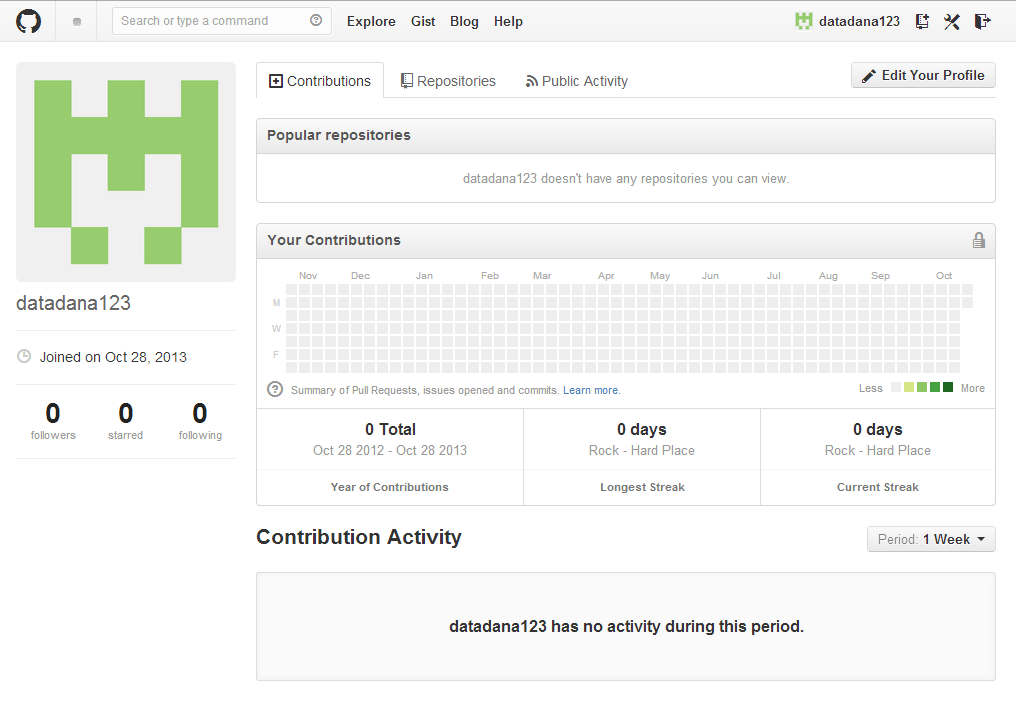 Search or type a command
Explore Gist Blog Help
datadana123
Contributions Repositories Public Activity
Edit Your Profile
datadana123
Joined on Oct 28, 2013
0 0 0
followers starred following
Popular repositories
datadana123 doesn't have any repositories you can view.
Your Contributions
Nov Dec Jan Feb Mar Apr May Jun Jul Aug Sep Oct
M
W
F
? Summary of Pull Requests, issues opened and commits. Learn more.
Less More
0 Total 0 days 0 days
Oct 28 2012 - Oct 28 2013 Rock - Hard Place Rock - Hard Place
Year of Contributions Longest Streak Current Streak
Contribution Activity
Period: 1 Week
datadana123 has no activity during this period.